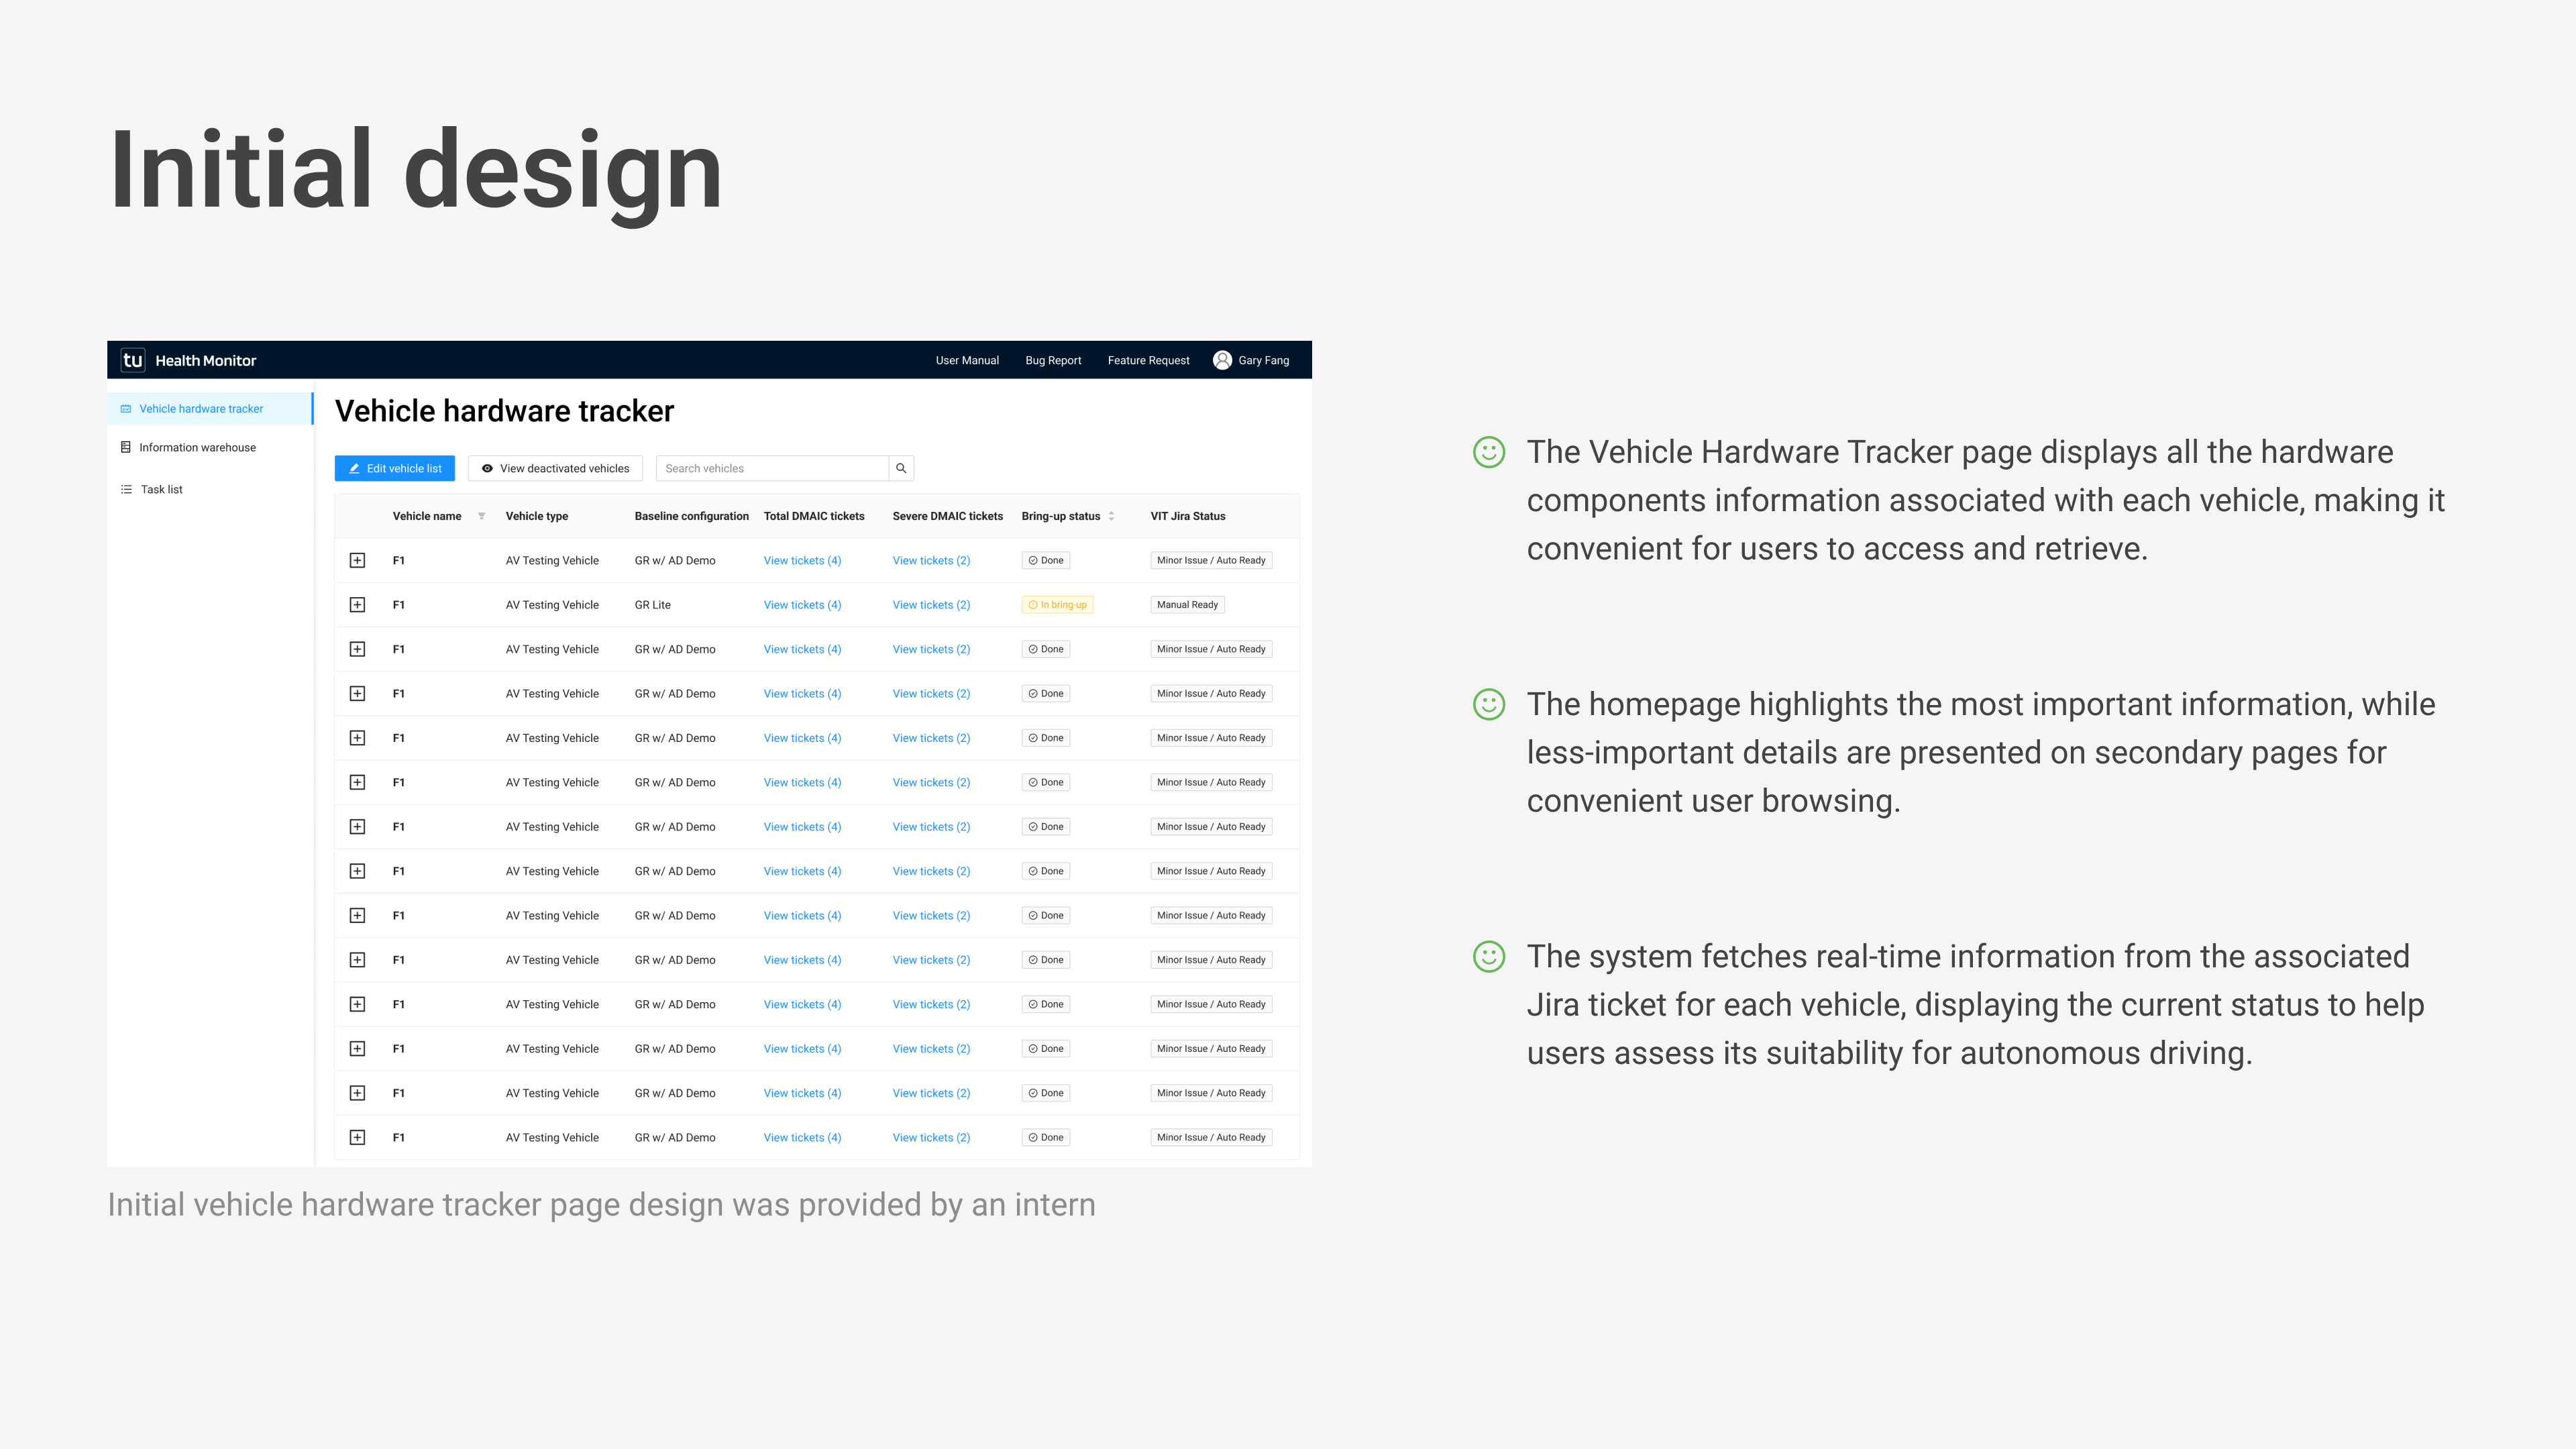 Initial design
tu Health Monitor
User Manual Bug Report Feature Request Gary Fang
Vehicle hardware tracker
Information warehouse
Task list
Vehicle hardware tracker
Edit vehicle list View deactivated vehicles Search vehicles
Vehicle name Vehicle type Baseline configuration Total DMAIC tickets Severe DMAIC tickets Bring-up status VIT Jira Status
F1 AV Testing Vehicle GR w/ AD Demo View tickets (4) View tickets (2) Done Minor Issue / Auto Ready
F1 AV Testing Vehicle GR Lite View tickets (4) View tickets (2) In bring-up Manual Ready
F1 AV Testing Vehicle GR w/ AD Demo View tickets (4) View tickets (2) Done Minor Issue / Auto Ready
F1 AV Testing Vehicle GR w/ AD Demo View tickets (4) View tickets (2) Done Minor Issue / Auto Ready
F1 AV Testing Vehicle GR w/ AD Demo View tickets (4) View tickets (2) Done Minor Issue / Auto Ready
F1 AV Testing Vehicle GR w/ AD Demo View tickets (4) View tickets (2) Done Minor Issue / Auto Ready
F1 AV Testing Vehicle GR w/ AD Demo View tickets (4) View tickets (2) Done Minor Issue / Auto Ready
F1 AV Testing Vehicle GR w/ AD Demo View tickets (4) View tickets (2) Done Minor Issue / Auto Ready
F1 AV Testing Vehicle GR w/ AD Demo View tickets (4) View tickets (2) Done Minor Issue / Auto Ready
F1 AV Testing Vehicle GR w/ AD Demo View tickets (4) View tickets (2) Done Minor Issue / Auto Ready
F1 AV Testing Vehicle GR w/ AD Demo View tickets (4) View tickets (2) Done Minor Issue / Auto Ready
F1 AV Testing Vehicle GR w/ AD Demo View tickets (4) View tickets (2) Done Minor Issue / Auto Ready
F1 AV Testing Vehicle GR w/ AD Demo View tickets (4) View tickets (2) Done Minor Issue / Auto Ready
F1 AV Testing Vehicle GR w/ AD Demo View tickets (4) View tickets (2) Done Minor Issue / Auto Ready
Initial vehicle hardware tracker page design was provided by an intern
The Vehicle Hardware Tracker page displays all the hardware
components information associated with each vehicle, making it
convenient for users to access and retrieve.
The homepage highlights the most important information, while
less-important details are presented on secondary pages for
convenient user browsing.
The system fetches real-time information from the associated
Jira ticket for each vehicle, displaying the current status to help
users assess its suitability for autonomous driving.